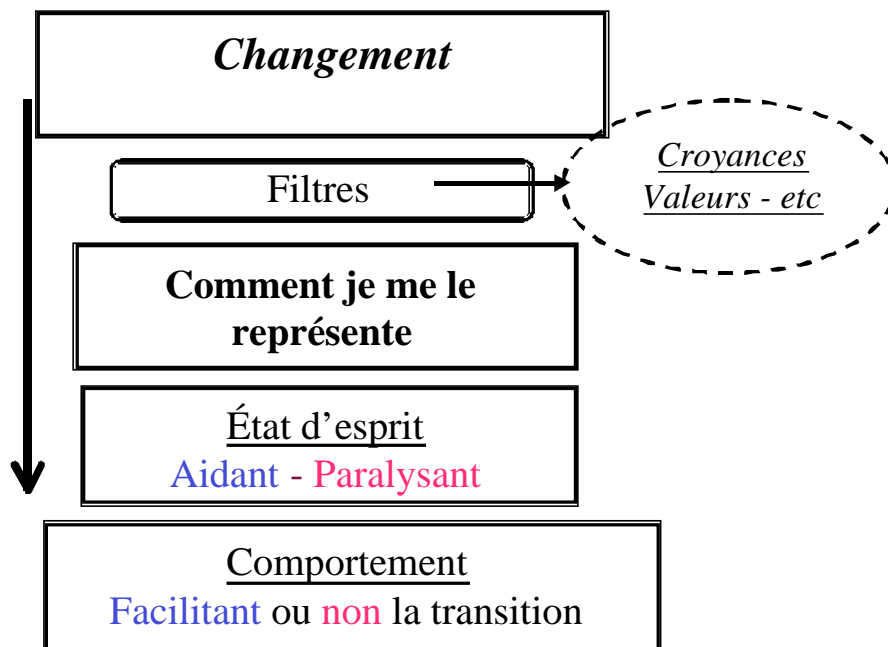 Changement
Filtres
Croyances
Valeurs - etc
Comment je me le
représente
État d’esprit
Aidant - Paralysant
Comportement
Facilitant ou non la transition